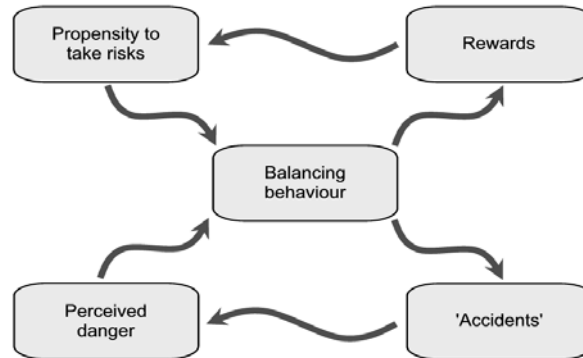 Propensity to
take risks
Rewards
Balancing
behaviour
Perceived
danger
'Accidents'